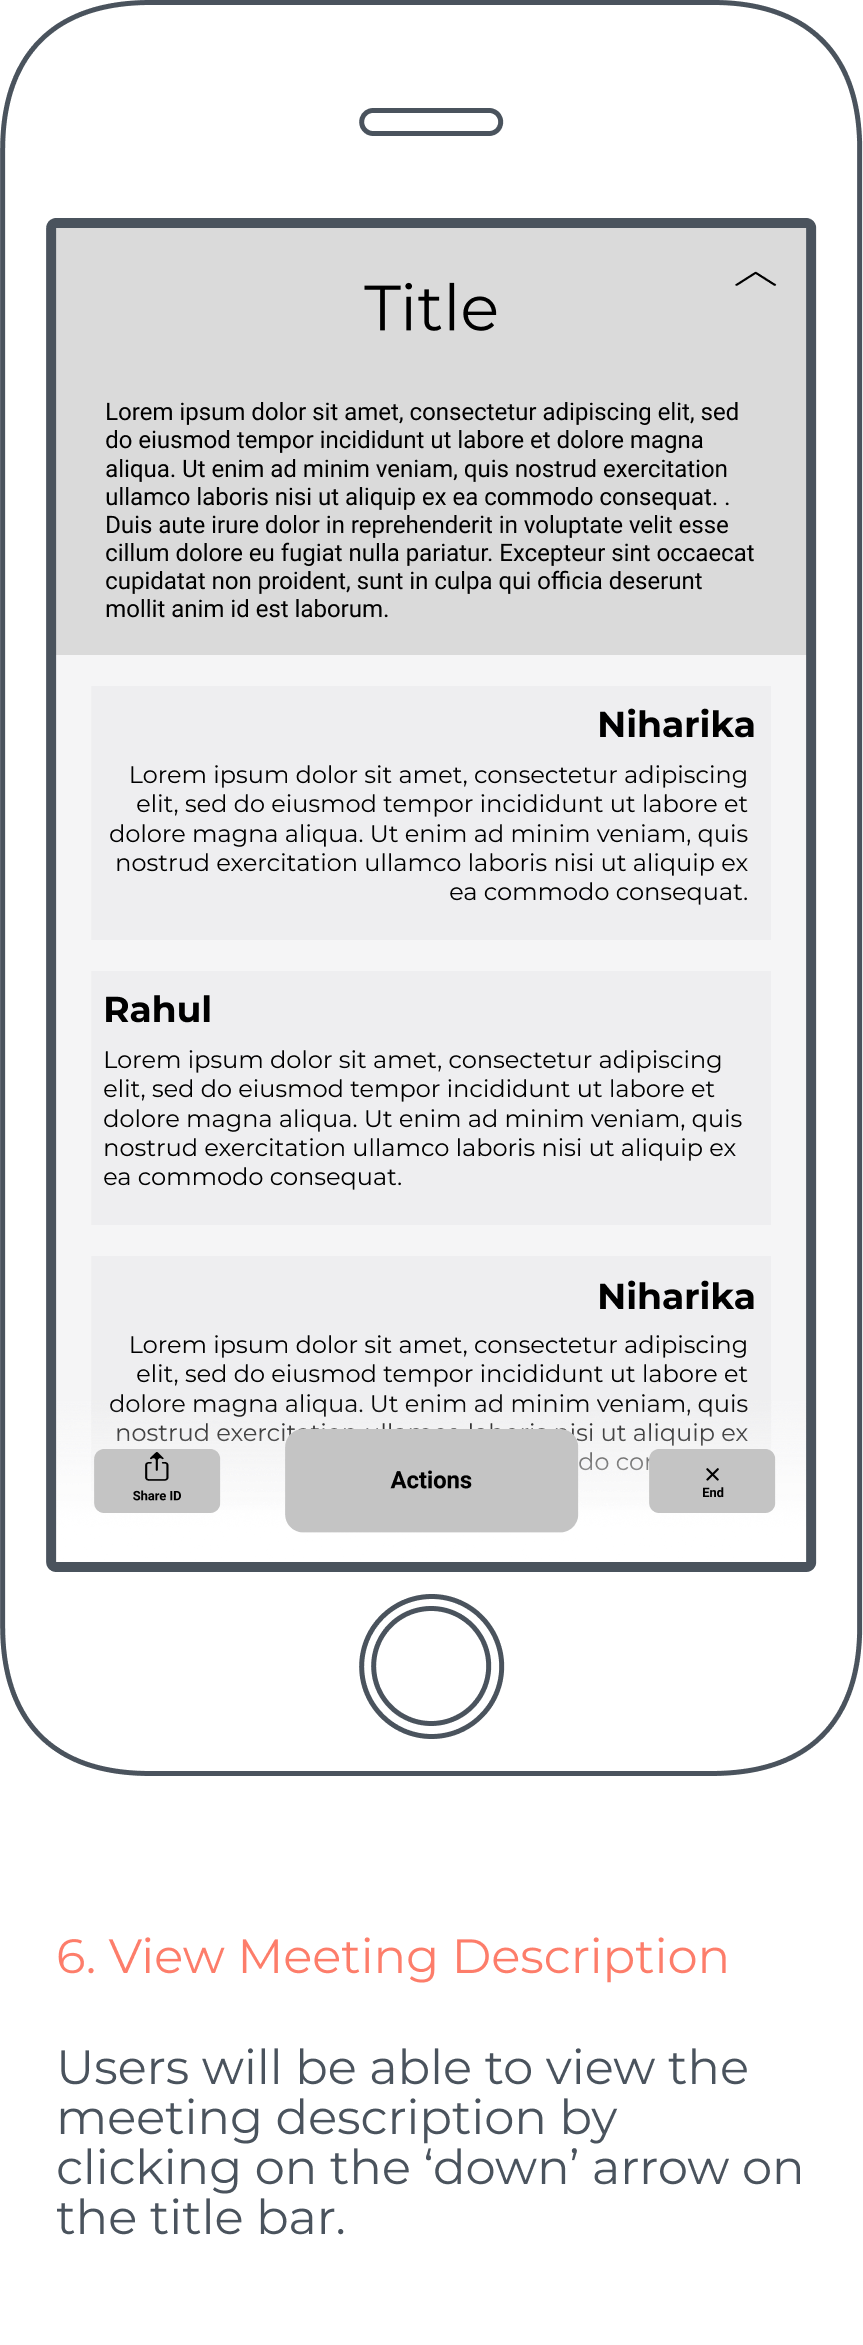 Title
Lorem ipsum dolor sit amet, consectetur adipiscing elit, sed
do eiusmod tempor incididunt ut labore et dolore magna
aliqua. Ut enim ad minim veniam, quis nostrud exercitation
ullamco laboris nisi ut aliquip ex ea commodo consequat. .
Duis aute irure dolor in reprehenderit in voluptate velit esse
cillum dolore eu fugiat nulla pariatur. Excepteur sint occaecat
cupidatat non proident, sunt in culpa qui officia deserunt
mollit anim id est laborum.
Niharika
Lorem ipsum dolor sit amet, consectetur adipiscing
elit, sed do eiusmod tempor incididunt ut labore et
dolore magna aliqua. Ut enim ad minim veniam, quis
nostrud exercitation ullamco laboris nisi ut aliquip ex
ea commodo consequat.
Rahul
Lorem ipsum dolor sit amet, consectetur adipiscing
elit, sed do eiusmod tempor incididunt ut labore et
dolore magna aliqua. Ut enim ad minim veniam, quis
nostrud exercitation ullamco laboris nisi ut aliquip ex
ea commodo consequat.
Niharika
Lorem ipsum dolor sit amet, consectetur adipiscing
elit, sed do eiusmod tempor incididunt ut labore et
dolore magna aliqua. Ut enim ad minim veniam, quis
nostrud ut aliquip ex
Share ID
Actions
End
6. View Meeting Description
Users will be able to view the
meeting description by
clicking on the ‘down’ arrow on
the title bar.